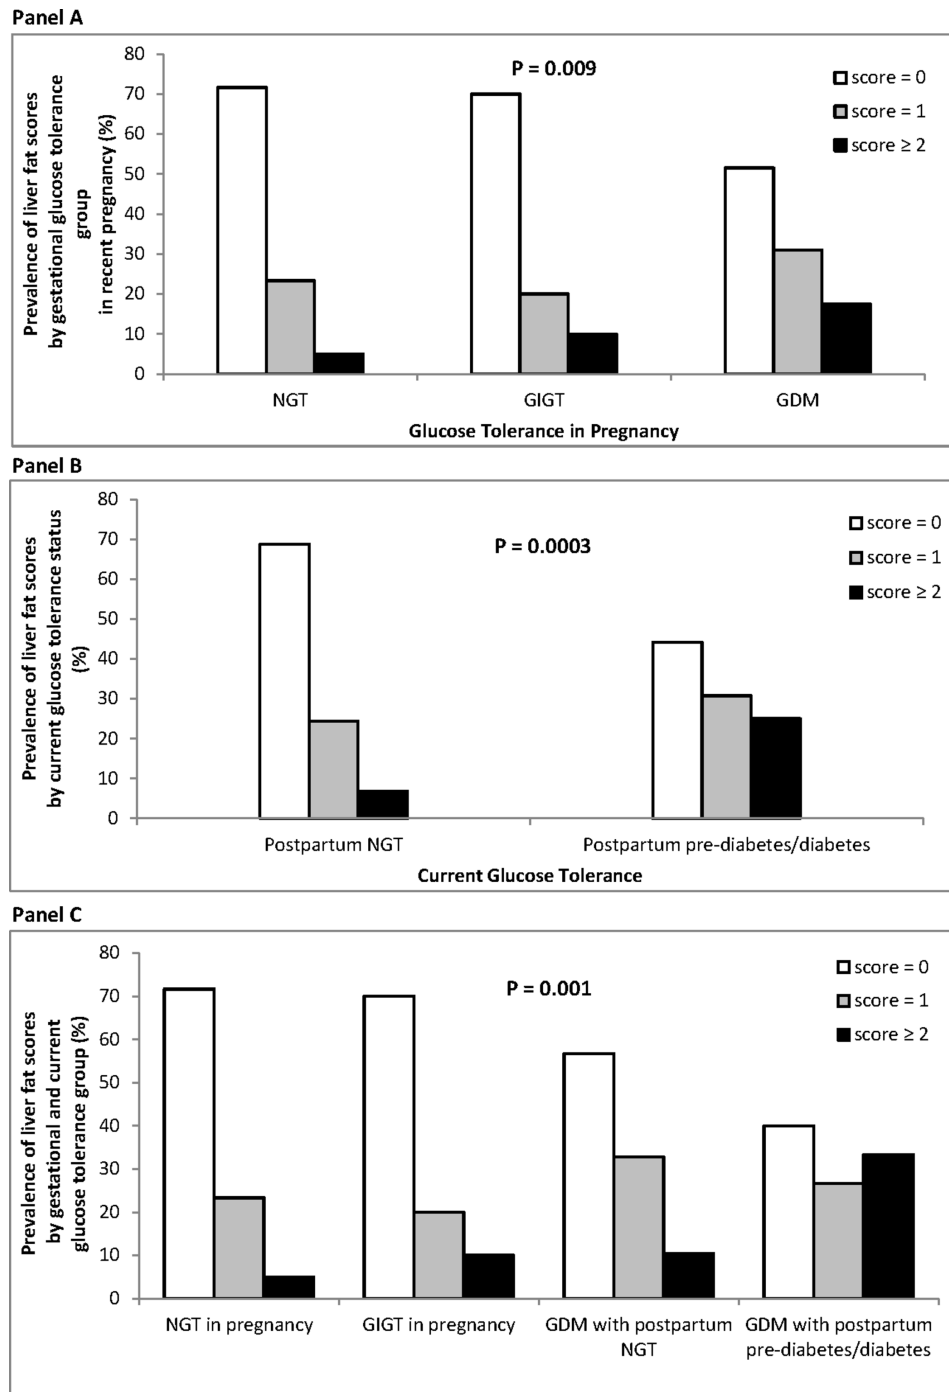 Panel A
Prevalence of liver fat scores
by gestational glucose tolerance
group
in recent pregnancy (%)
80
70
60
50
40
30
20
10
0
P = 0.009
score = 0
score = 1
score ≥ 2
NGT
GIGT
GDM
Glucose Tolerance in Pregnancy
Panel B
Prevalence of liver fat scores
by current glucose tolerance status
(%)
80
70
60
50
40
30
20
10
0
P = 0.0003
score = 0
score = 1
score ≥ 2
Postpartum NGT
Postpartum pre-diabetes/diabetes
Current Glucose Tolerance
Panel C
Prevalence of liver fat scores
by gestational and current
glucose tolerance group (%)
80
70
60
50
40
30
20
10
0
P = 0.001
score = 0
score = 1
score ≥ 2
NGT in pregnancy
GIGT in pregnancy
GDM with postpartum
NGT
GDM with postpartum
pre-diabetes/diabetes